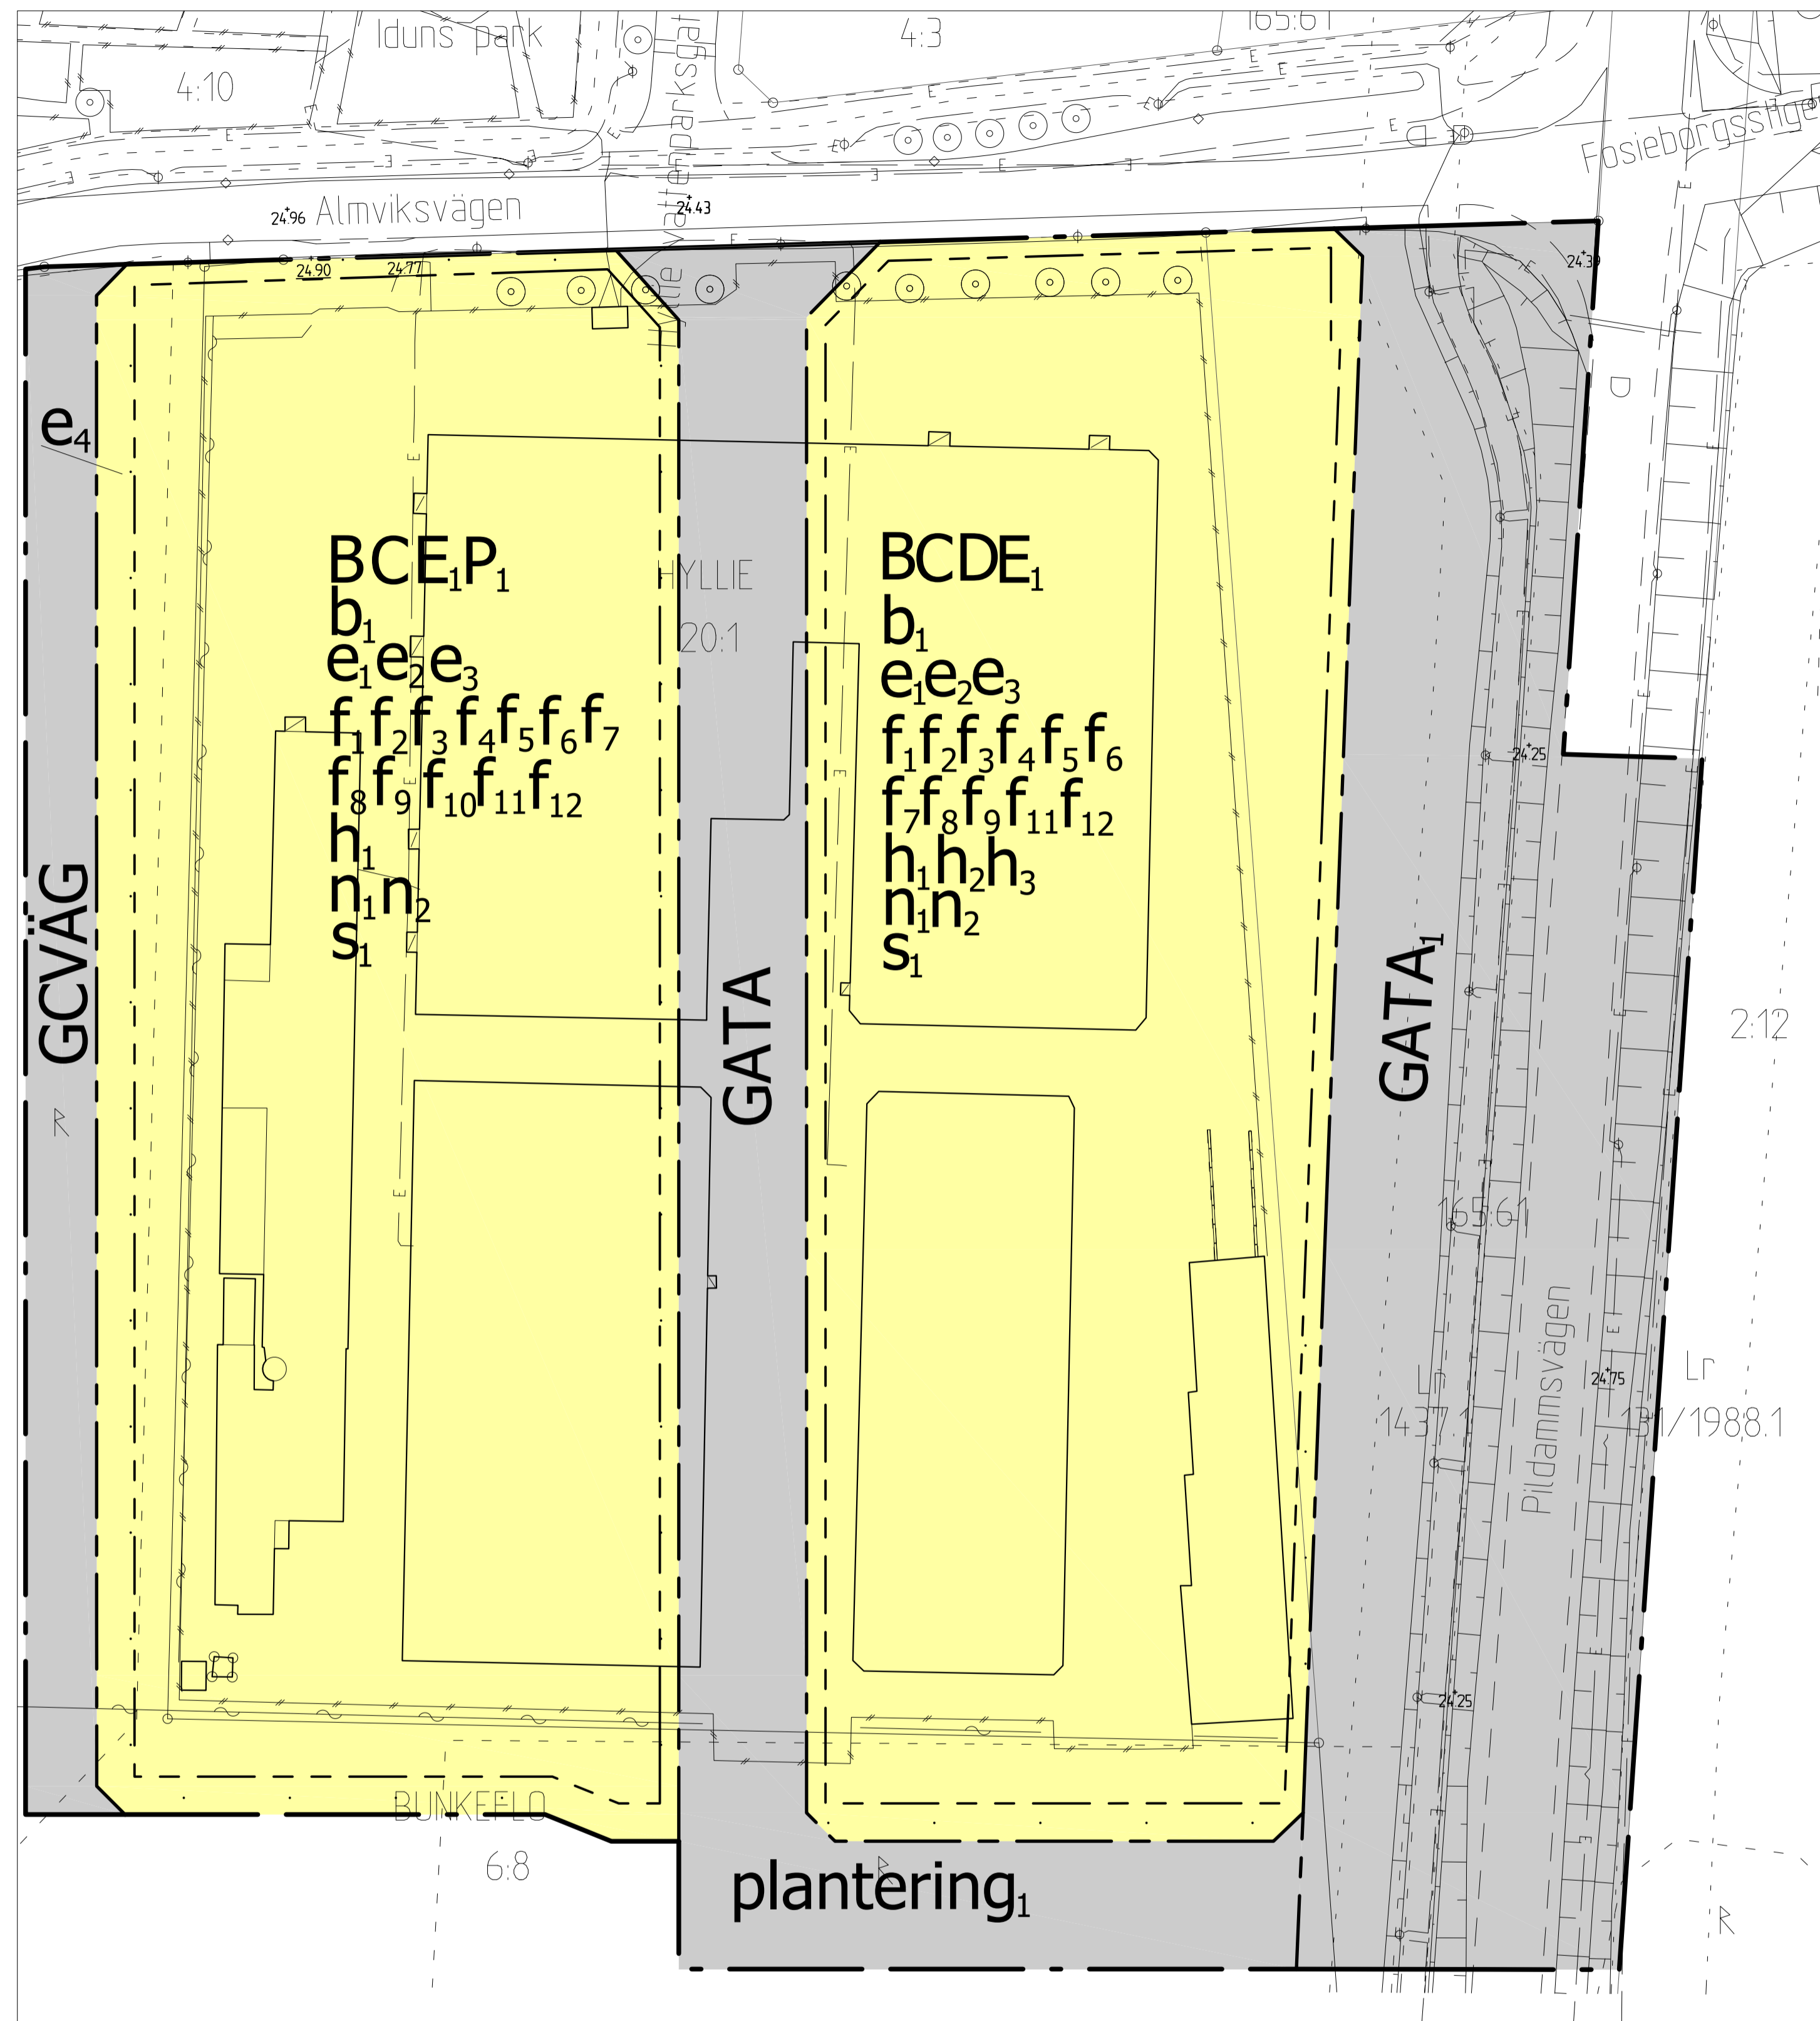 Iduns park
4:3
165:61
4:10
Fosieborgsstige
Almviksvägen
24.96
24.43
24.90
24.77
24.39
e4
BCE1P1
b1
e1e2e3
f1f2f3f4f5f6f7
f8f9f10f11f12
h1
n1n2
s1
HYLLIE
20:1
BCDE1
b1
e1e2e3
f1f2f3f4f5f6
f7f8f9f11f12
h1h2h3
n1n2
s1
24.25
GCVÄG
GATA
GATA1
2:12
165:61
Pildammsvägen
24.75
Lr
Lr
1437.1
131/1988.1
24.25
BUNKEFLO
6:8
plantering1
R
R
R